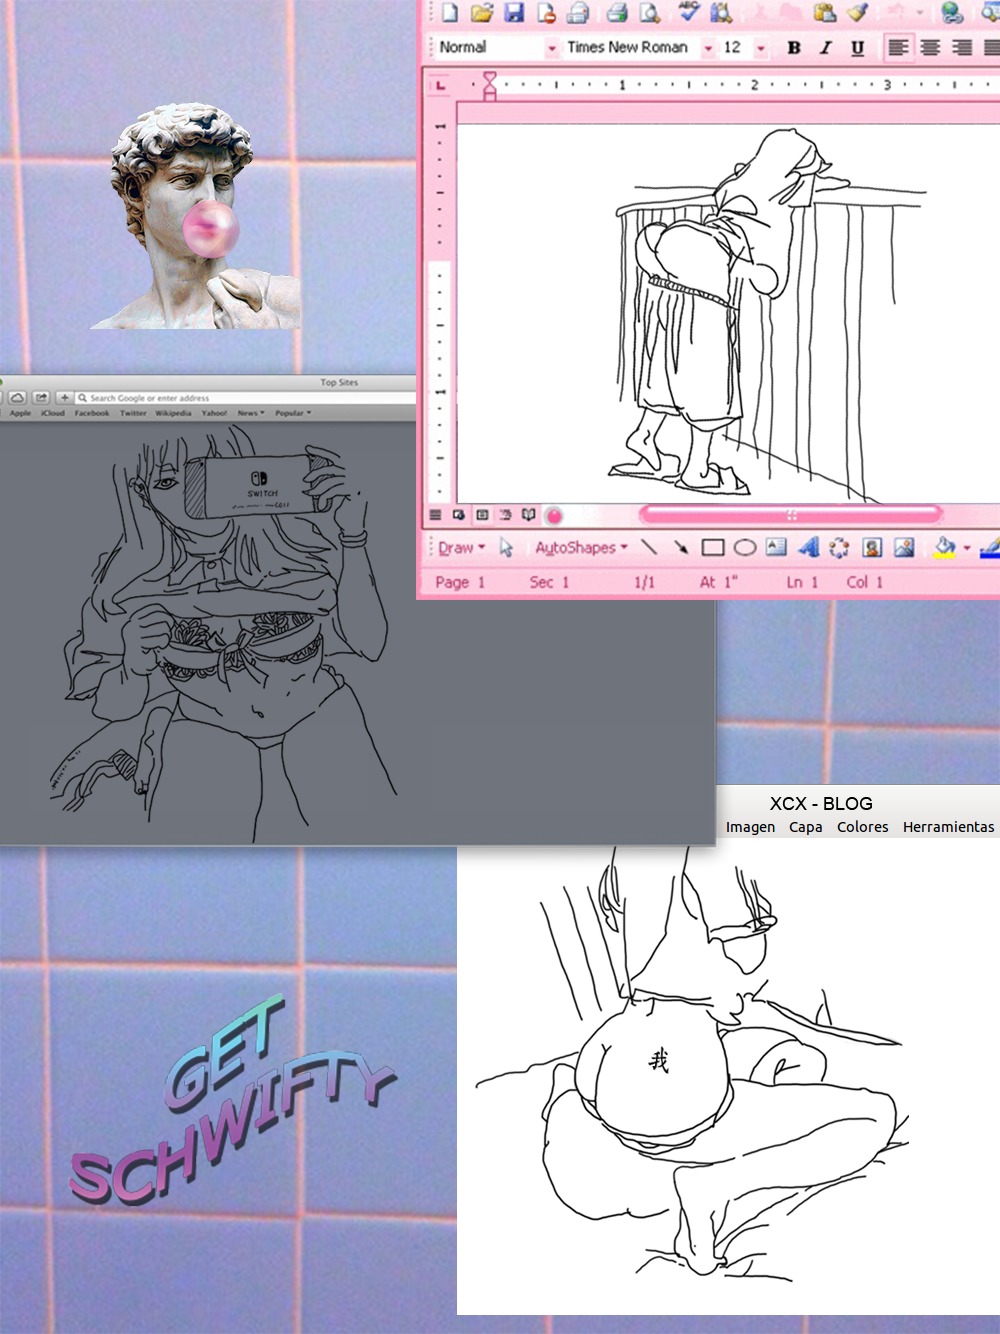 Normal Times New Roman 12 B I U
1 2 3
Top Sites
Search Google or enter address
Apple iCloud Facebook Twitter Wikipedia Yahoo! News Popular
SWITCH
Draw AutoShapes
Page 1 Sec 1 1/1 At 1" Ln 1 Col 1
XCX - BLOG
Imagen Capa Colores Herramientas
我
GET
SCHWIFTY